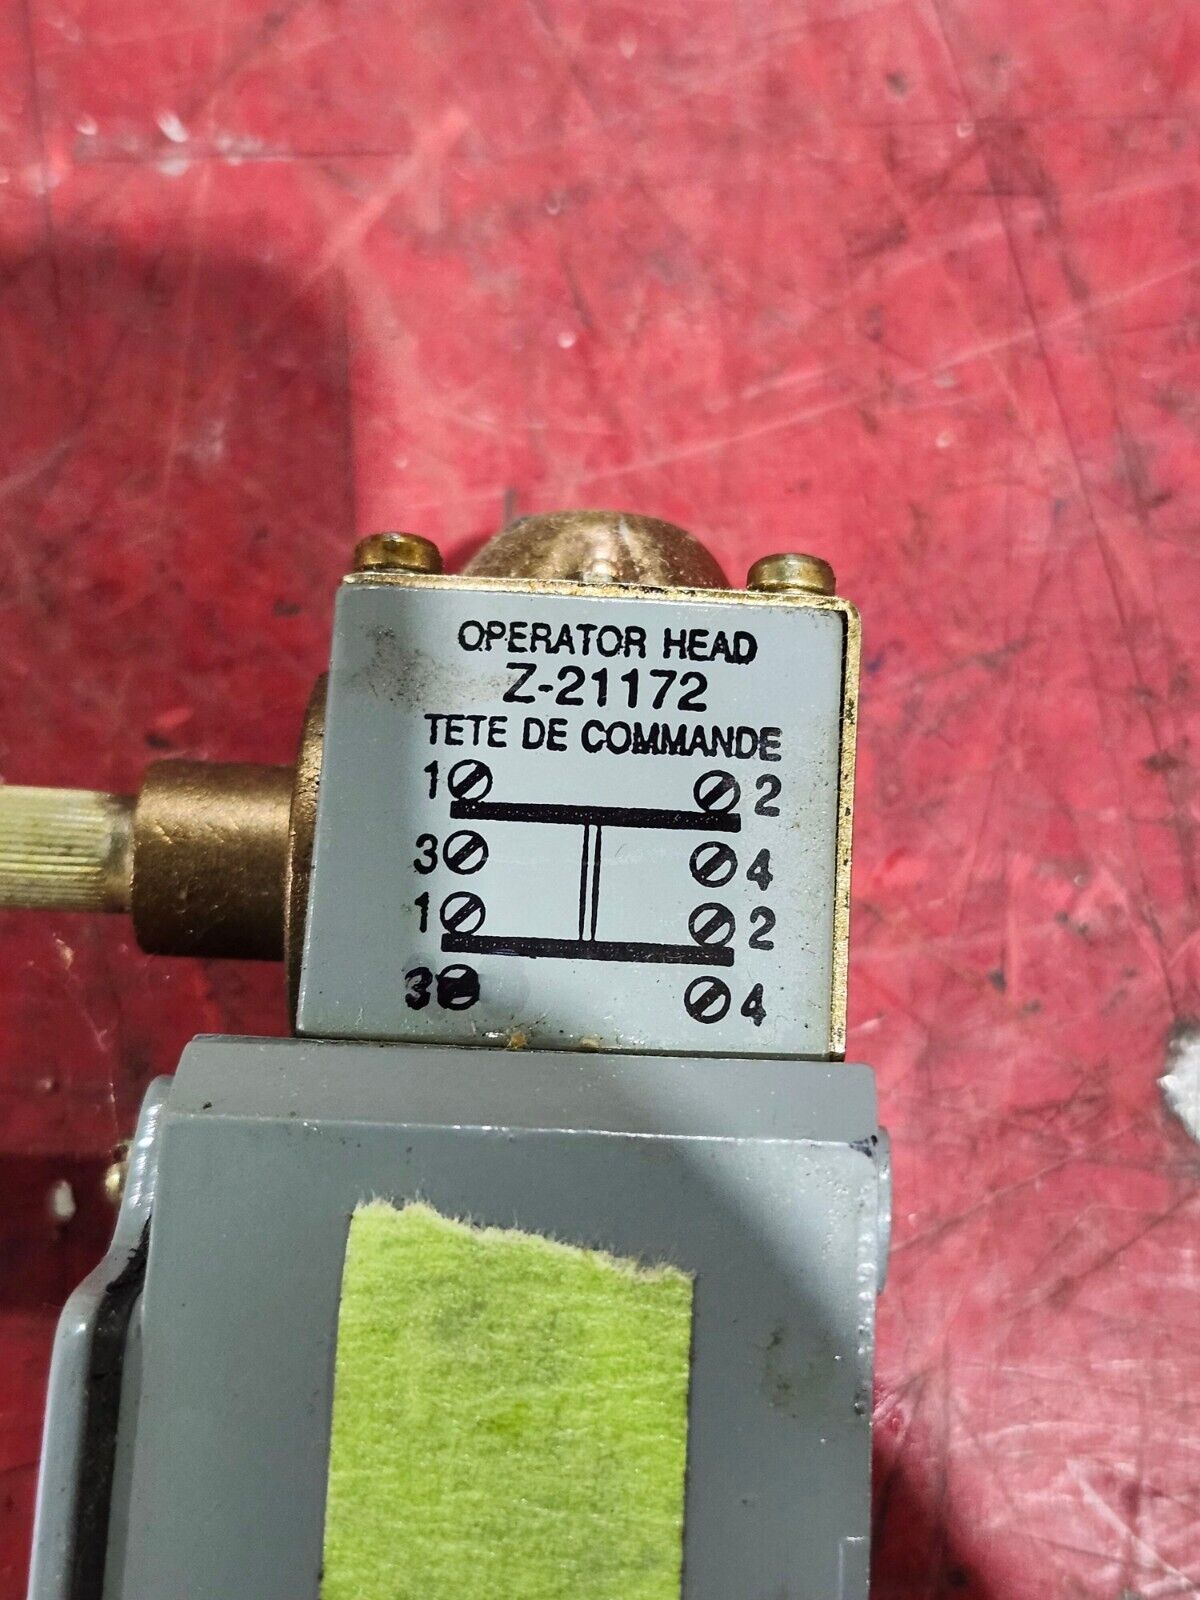 OPERATOR HEAD
Z-21172
TETE DE COMMANDE
1 2
3 4
1 2
3 4